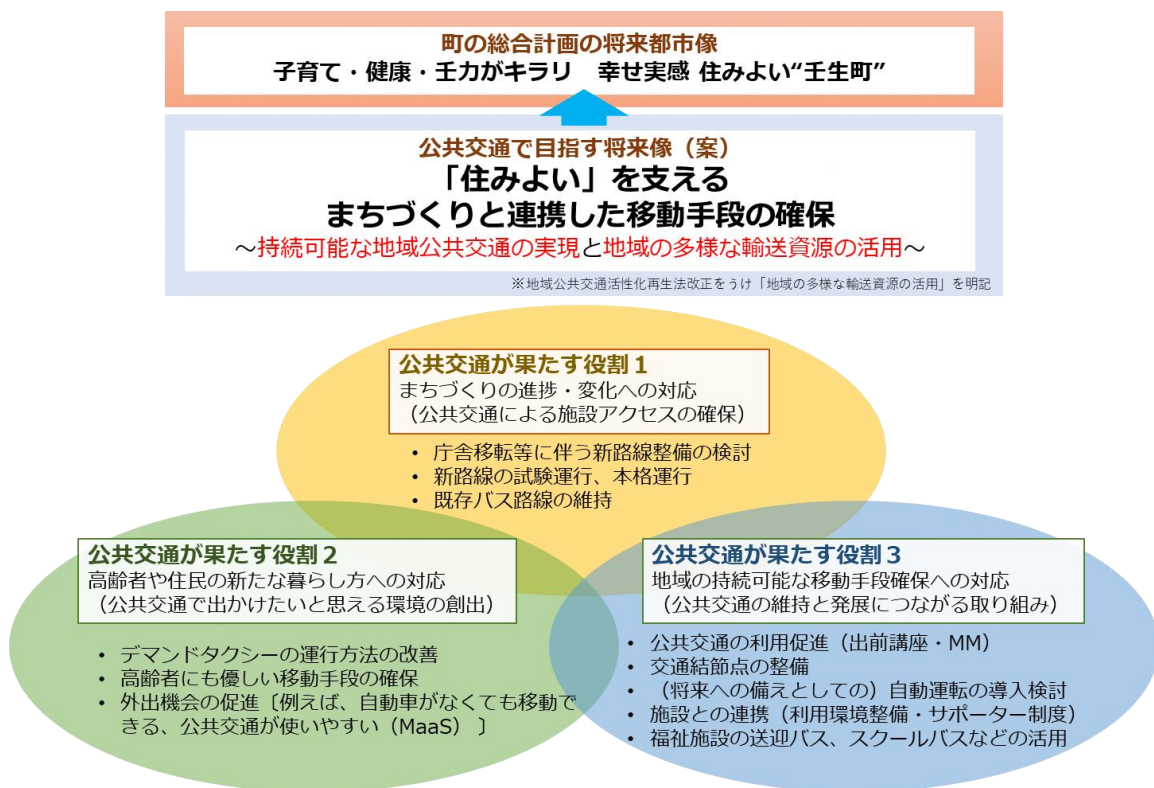 町の総合計画の将来都市像
子育て・健康・壬力がキラリ　幸せ実感 住みよい“壬生町”
公共交通で目指す将来像（案）
「住みよい」を支える
まちづくりと連携した移動手段の確保
～持続可能な地域公共交通の実現と地域の多様な輸送資源の活用～
※地域公共交通活性化再生法改正をうけ「地域の多様な輸送資源の活用」を明記
公共交通が果たす役割１
まちづくりの進捗・変化への対応
（公共交通による施設アクセスの確保）
• 庁舎移転等に伴う新路線整備の検討
• 新路線の試験運行、本格運行
• 既存バス路線の維持
公共交通が果たす役割２
高齢者や住民の新たな暮らし方への対応
（公共交通で出かけたいと思える環境の創出）
• デマンドタクシーの運行方法の改善
• 高齢者にも優しい移動手段の確保
• 外出機会の促進〔例えば、自動車がなくても移動で
きる、公共交通が使いやすい（MaaS）〕
公共交通が果たす役割３
地域の持続可能な移動手段確保への対応
（公共交通の維持と発展につながる取り組み）
• 公共交通の利用促進（出前講座・MM）
• 交通結節点の整備
• （将来への備えとしての）自動運転の導入検討
• 施設との連携（利用環境整備・サポーター制度）
• 福祉施設の送迎バス、スクールバスなどの活用